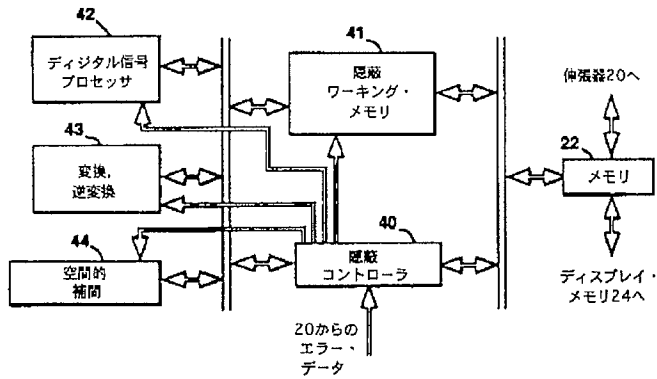 42
ディジタル信号
プロセッサ
41
隠蔽
ワーキング・
メモリ
伸張器20へ
43
変換,
逆変換
22
メモリ
44
空間的
補間
40
隠蔽
コントローラ
ディスプレイ・
メモリ24へ
20からの
エラー・
データ